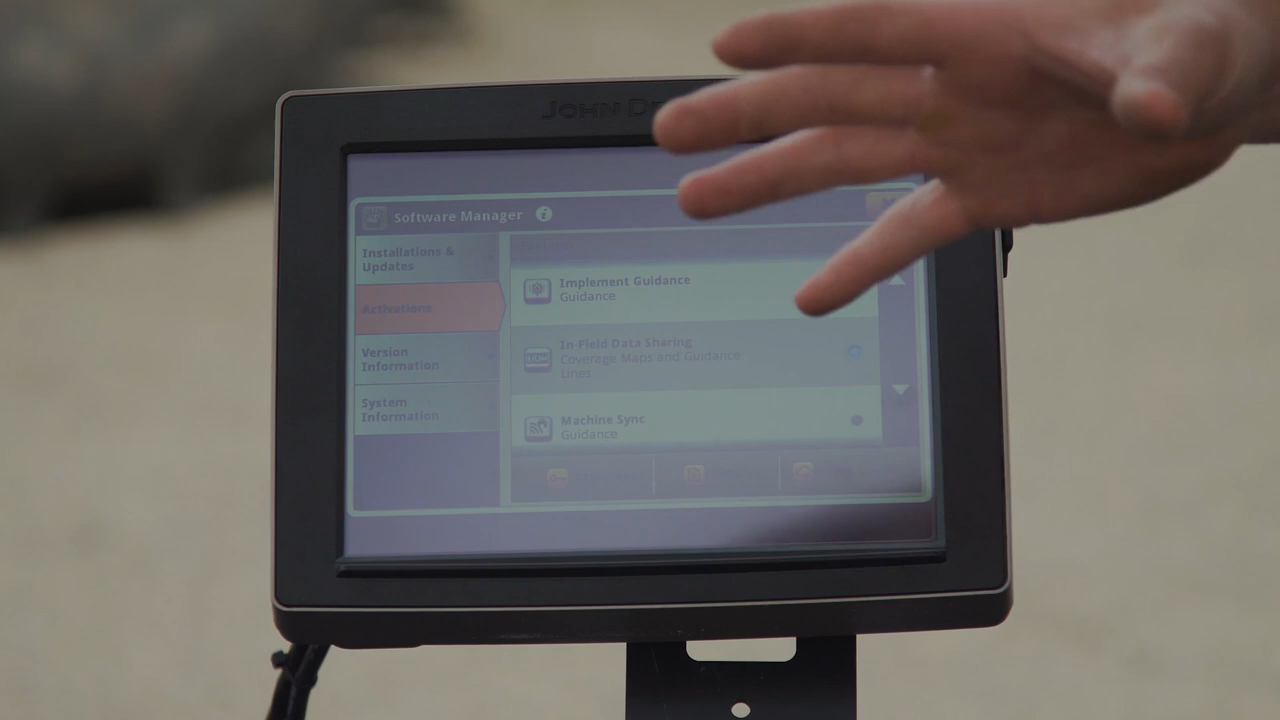 JOHN DE
Software Manager
Installations &
Updates
Activations
Version
Information
System
Information
Implement Guidance
Guidance
In-Field Data Sharing
Coverage Maps and Guidance
Lines
Machine Sync
Guidance